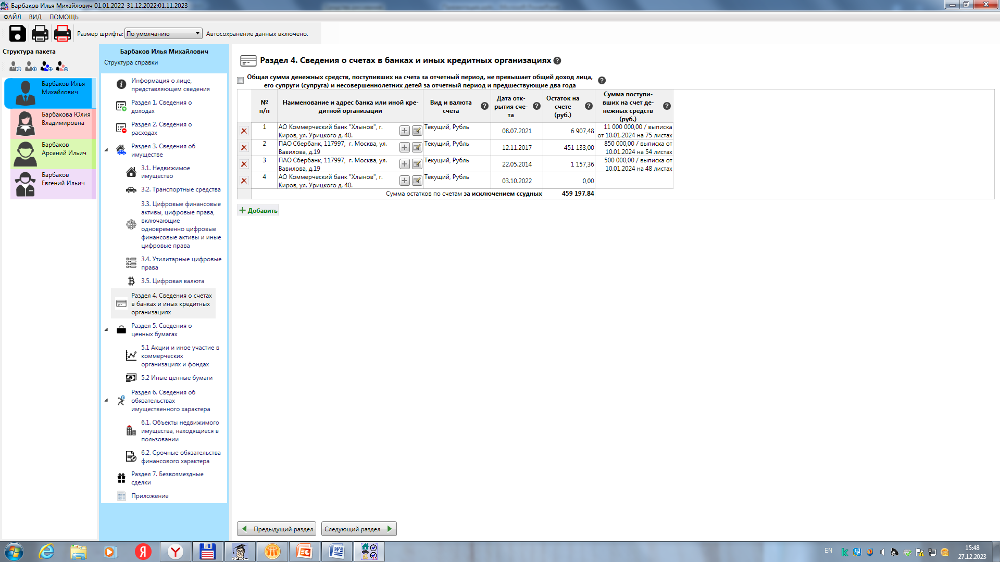 Барбаков Илья Михайлович 01.01.2022-31.12.2022:01.11.2023
ФАЙЛ ВИД ПОМОЩЬ
Размер шрифта: По умолчанию Автосохранение данных включено.
Структура пакета
Барбаков Илья
Михайлович
Барбакова Юлия
Владимировна
Барбаков
Арсений Ильич
Барбаков
Евгений Ильич
Барбаков Илья Михайлович
Структура справки
Информация о лице,
представляющем сведения
Раздел 1. Сведения о
доходах
Раздел 2. Сведения о
расходах
Раздел 3. Сведения об
имуществе
3.1. Недвижимое
имущество
3.2. Транспортные средства
3.3. Цифровые финансовые
активы, цифровые права,
включающие
одновременно цифровые
финансовые активы и иные
цифровые права
3.4. Утилитарные цифровые
права
3.5. Цифровая валюта
Раздел 4. Сведения о счетах
в банках и иных кредитных
организациях
Раздел 5. Сведения о
ценных бумагах
5.1 Акции и иное участие в
коммерческих
организациях и фондах
5.2 Иные ценные бумаги
Раздел 6. Сведения об
обязательствах
имущественного характера
6.1. Объекты недвижимого
имущества, находящиеся в
пользовании
6.2. Срочные обязательства
финансового характера
Раздел 7. Безвозмездные
сделки
Приложение
Раздел 4. Сведения о счетах в банках и иных кредитных организациях
Общая сумма денежных средств, поступивших на счета за отчетный период, не превышает общий доход лица,
его супруги (супруга) и несовершеннолетних детей за отчетный период и предшествующие два года
№
п/п
Наименование и адрес банка или иной кре-
дитной организации
Вид и валюта
счета
Дата отк-
рытия сче-
та
Остаток на
счете
(руб.)
Сумма поступи-
вших на счет де-
нежных средств
(руб.)
1 АО Коммерческий банк "Хлынов", г. Текущий, Рубль 11 000 000,00 / выписка
Киров, ул. Урицкого д. 40. 08.07.2021 6 907,48 от 10.01.2024 на 75 листах
2 ПАО Сбербанк, 117997, г. Москва, ул. Текущий, Рубль 850 000,00 / выписка от
Вавилова, д.19 12.11.2017 451 133,00 10.01.2024 на 54 листах
3 ПАО Сбербанк, 117997, г. Москва, ул. Текущий, Рубль 500 000,00 / выписка от
Вавилова, д.19 22.05.2014 1 157,36 10.01.2024 на 48 листах
4 АО Коммерческий банк "Хлынов", г. Текущий, Рубль
Киров, ул. Урицкого д. 40. 03.10.2022 0,00
Сумма остатков по счетам за исключением ссудных 459 197,84
Добавить
Предыдущий раздел Следующий раздел
EN
15:48
27.12.2023